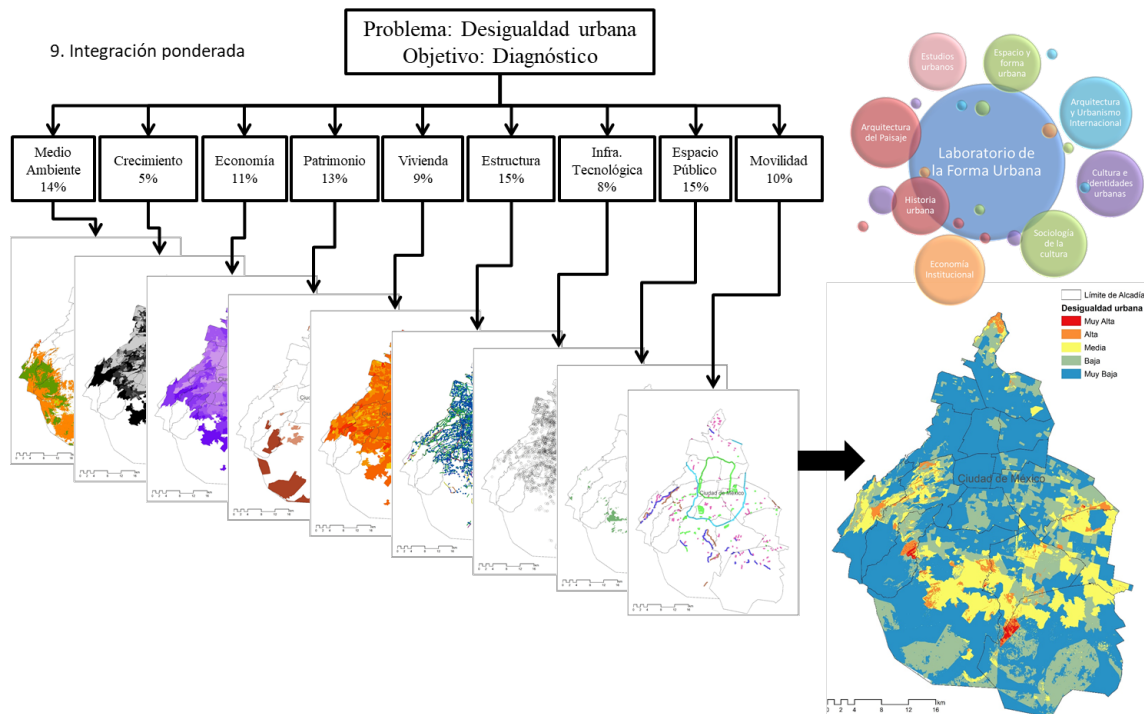 9. Integración ponderada
Problema: Desigualdad urbana
Objetivo: Diagnóstico
Medio
Ambiente
14%
Crecimiento
5%
Economía
11%
Patrimonio
13%
Vivienda
9%
Estructura
15%
Infra.
Tecnológica
8%
Espacio
Público
15%
Movilidad
10%
Estudios
urbanos
Espacio y
forma
urbana
Arquitectura
y Urbanismo
Internacional
Arquitectura
del Paisaje
Laboratorio de
la Forma Urbana
Cultura e
identidades
urbanas
Historia
urbana
Sociología
de la
cultura
Economía
Institucional
Ciudad de México
Límite de Alcadía
Desigualdad urbana
Muy Alta
Alta
Media
Baja
Muy Baja
Ciudad de México
km
0 2 4 8 12 16